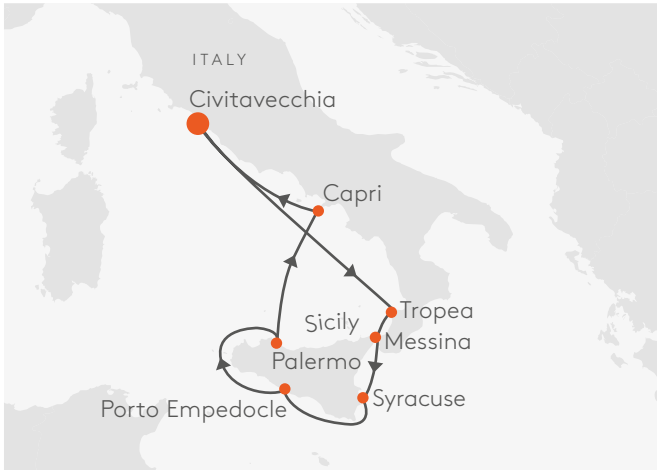 ITALY
Civitavecchia
Capri
Sicily
Tropea
Messina
Palermo
Syracuse
Porto Empedocle